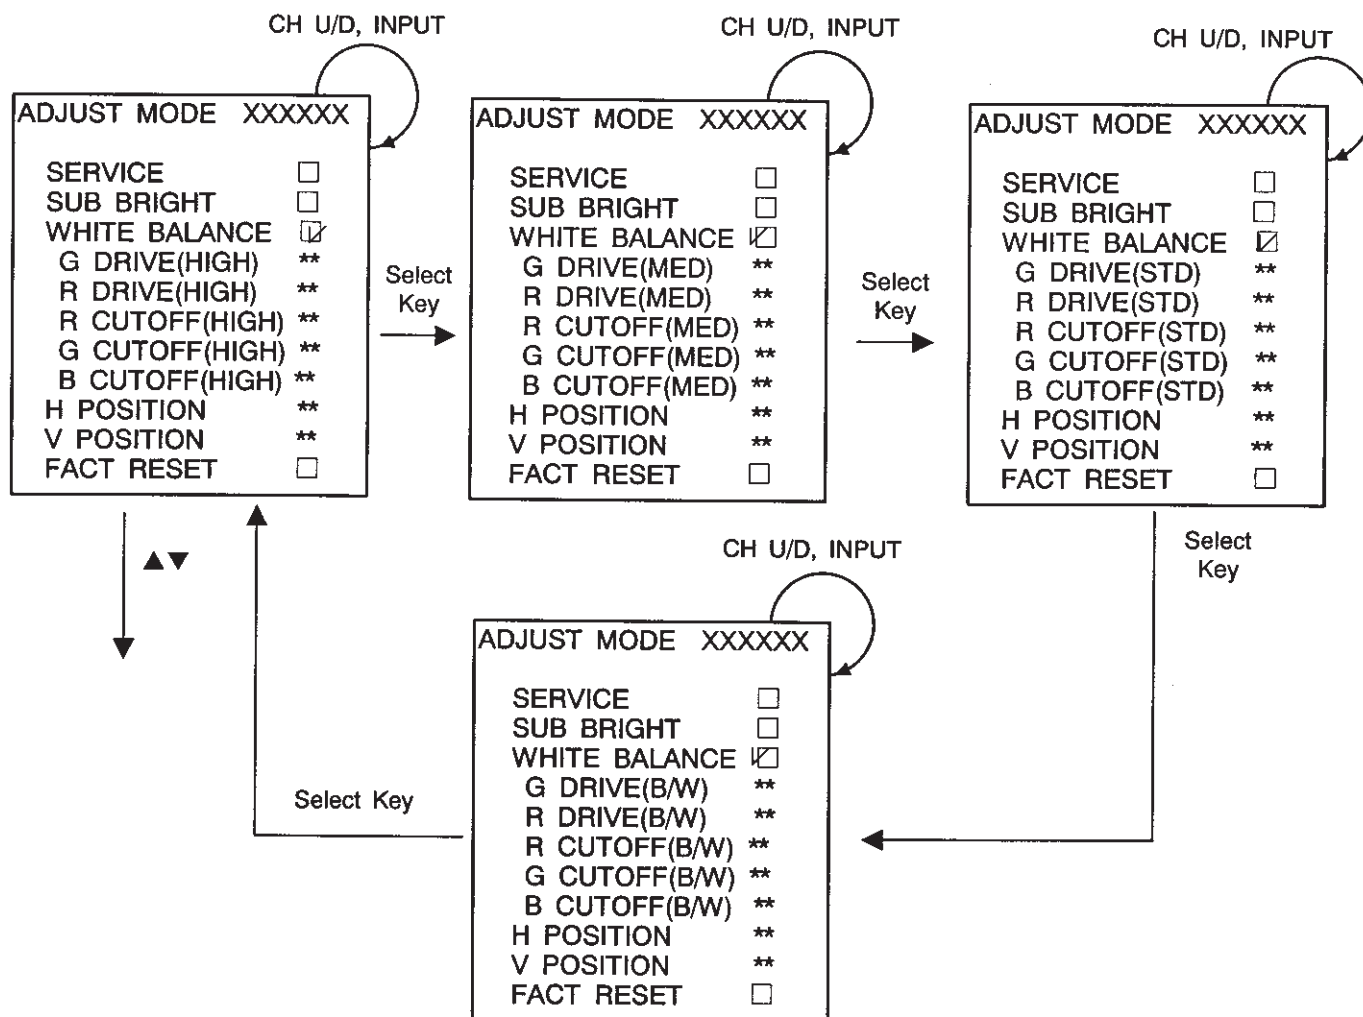 CH U/D, INPUT
ADJUST MODE XXXXXX
SERVICE
SUB BRIGHT
WHITE BALANCE
G DRIVE(HIGH) **
R DRIVE(HIGH) **
R CUTOFF(HIGH) **
G CUTOFF(HIGH) **
B CUTOFF(HIGH) **
H POSITION **
V POSITION **
FACT RESET
▲▼
Select
Key
CH U/D, INPUT
ADJUST MODE XXXXXX
SERVICE
SUB BRIGHT
WHITE BALANCE
G DRIVE(MED) **
R DRIVE(MED) **
R CUTOFF(MED) **
G CUTOFF(MED) **
B CUTOFF(MED) **
H POSITION **
V POSITION **
FACT RESET
Select
Key
CH U/D, INPUT
ADJUST MODE XXXXXX
SERVICE
SUB BRIGHT
WHITE BALANCE
G DRIVE(STD) **
R DRIVE(STD) **
R CUTOFF(STD) **
G CUTOFF(STD) **
B CUTOFF(STD) **
H POSITION **
V POSITION **
FACT RESET
Select
Key
CH U/D, INPUT
ADJUST MODE XXXXXX
SERVICE
SUB BRIGHT
WHITE BALANCE
G DRIVE(B/W) **
R DRIVE(B/W) **
R CUTOFF(B/W) **
G CUTOFF(B/W) **
B CUTOFF(B/W) **
H POSITION **
V POSITION **
FACT RESET
Select Key